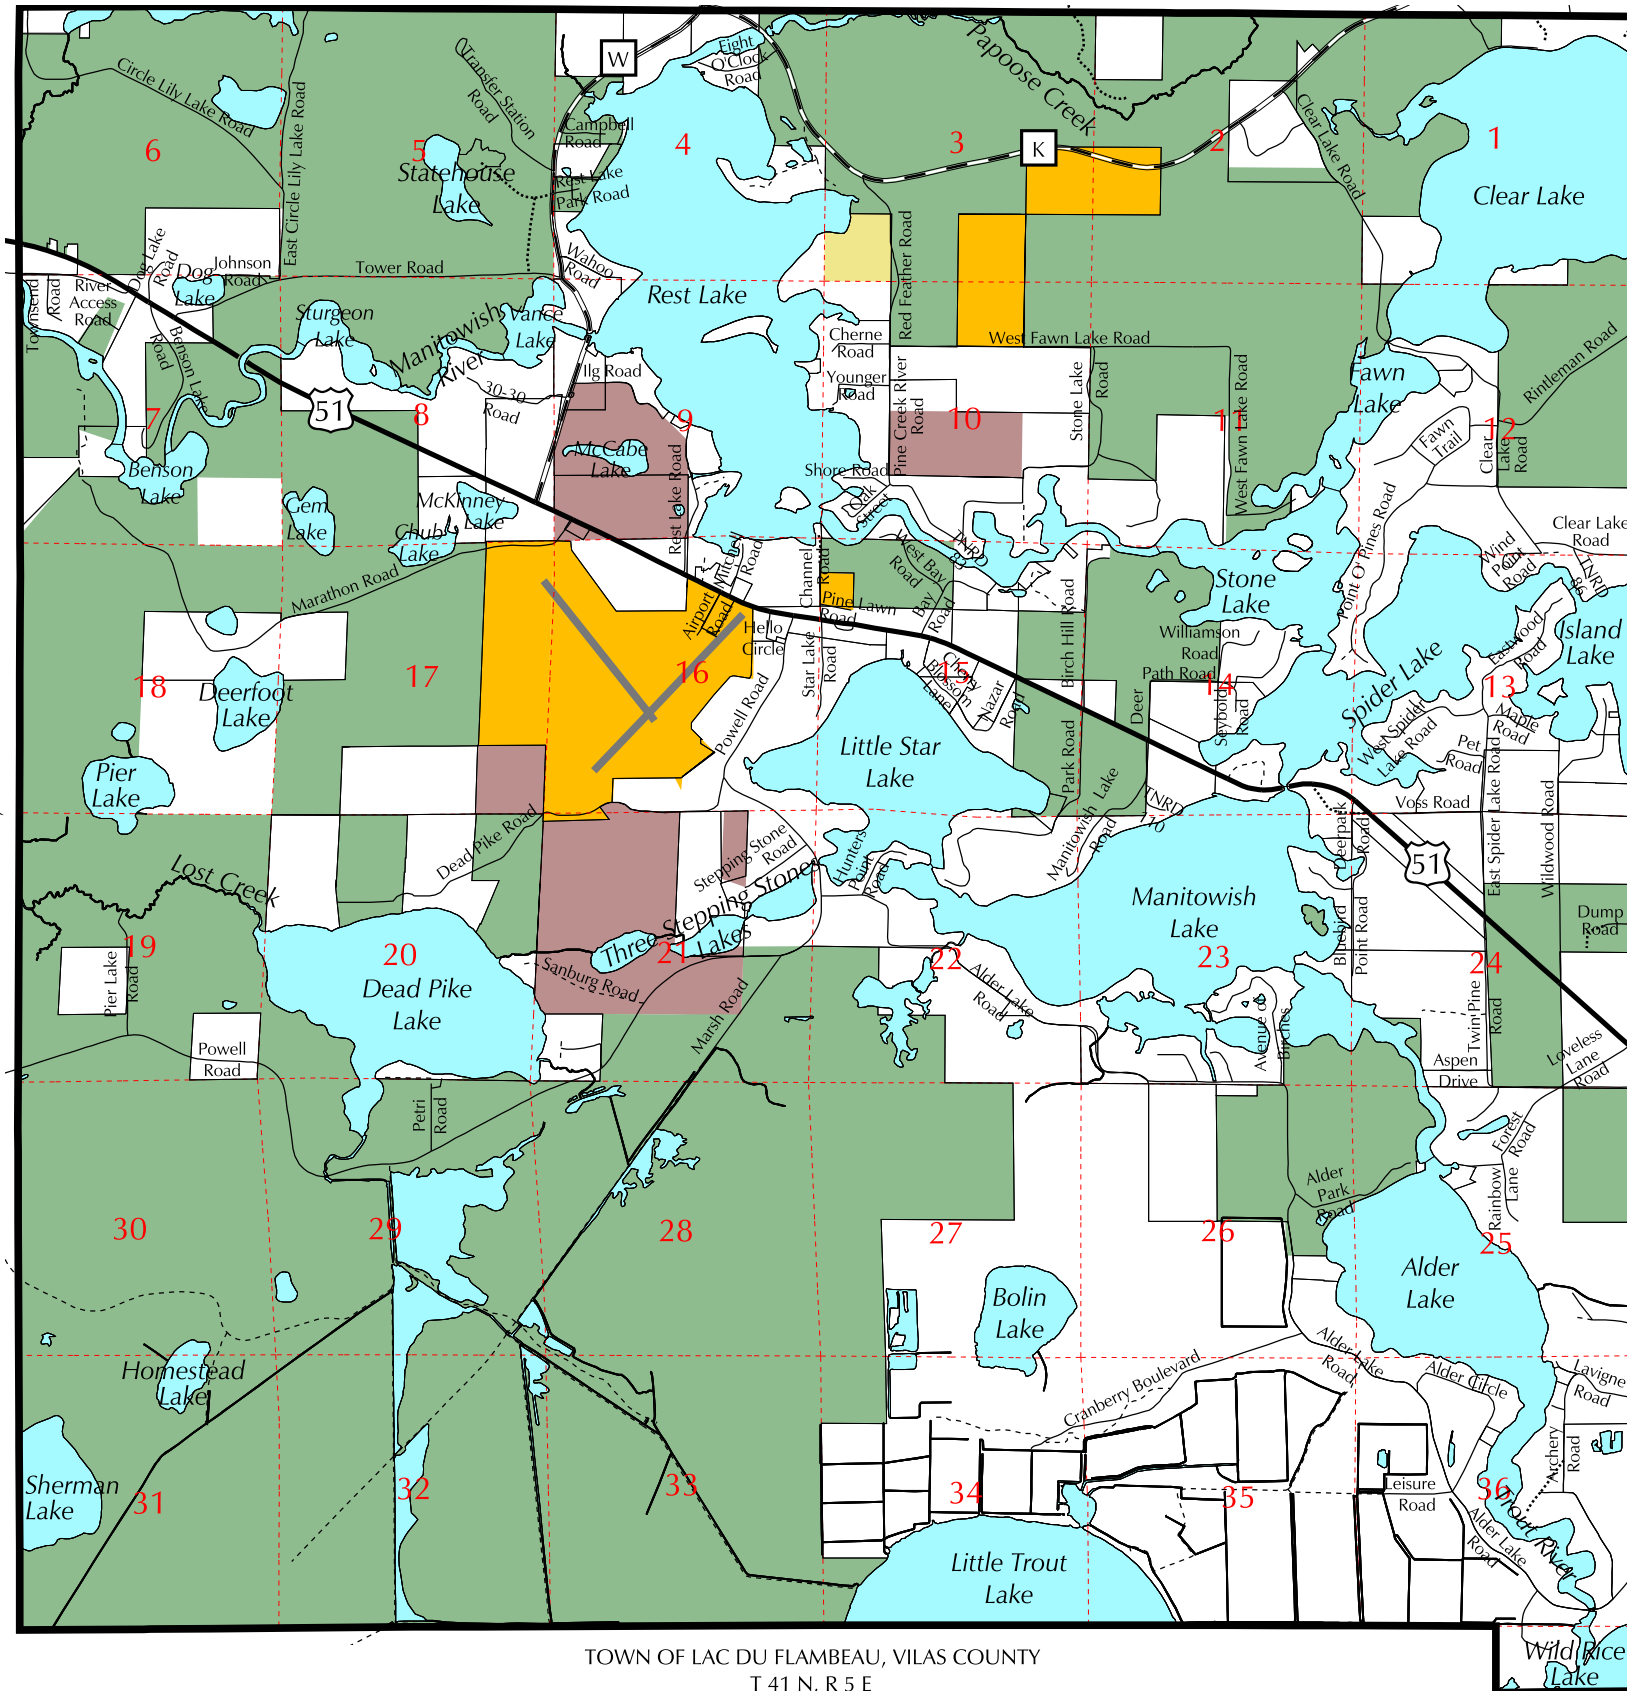 W
Eight
O'Clock
Road
Papoose Creek
Circle Lily Lake Road
East Circle Lily Lake Road
Transfer Station
Road
Campbell
Road
K
Clear Lake Road
6
5
4
3
2
1
Statehouse
Lake
Rest Lake
Park Road
Clear Lake
Dog Lake
Road
Johnson
Road
Dog
Lake
Tower Road
Wahoo
Road
Red Feather Road
Townsend
Road
River
Access
Road
Rest Lake
Sturgeon
Lake
Manitowish
River
Vance
Lake
Benson Lake
Road
Cherne
Road
West Fawn Lake Road
Rintleman Road
Ilg Road
Younger
Road
Pine Creek River
Road
Stone Lake
Road
West Fawn Lake Road
Fawn
Lake
30-30
Road
51
7
8
9
10
11
12
Fawn
Trail
Clear
Lake
Road
McCabe
Lake
Rest Lake Road
Shore Road
Benson
Lake
Oak
Street
Gem
Lake
McKinney
Lake
Chub
Lake
Point O' Pines Road
Clear Lake
Road
Mitchell
Road
Channel
Road
West Bay
Road
TNRD
83
Wind
Pot
Road
TNRD
86
Marathon Road
Airport
Road
Pine Lawn
Road
Bay
Road
Birch Hill Road
Stone
Lake
Hello
Circle
Star Lake
Road
Williamson
Road
Path Road
Eastwood
Road
Island
Lake
18
17
16
15
14
13
Deerfoot
Lake
Powell Road
Cherry
Blossom
Lane
Nazar
Road
Deer
Seybold
Road
Spider Lake
West Spider
Lake Road
Maple
Road
Pet
Road
Little Star
Lake
Pier
Lake
Park Road
Manitowish Lake
Road
TNRD
110
Voss Road
East Spider Lake Road
Wildwood Road
Dead Pike Road
Stepping Stone
Road
Hunters
Point
Road
Deerpark
Road
51
Lost Creek
Three Stepping Stones
Lakes
Manitowish
Lake
Bluebird
Point Road
Dump
Road
19
20
21
22
23
24
Pier Lake
Road
Dead Pike
Lake
Sanburg Road
Marsh Road
Alder Lake
Road
Avenue of
Birches
Twin Pine
Road
Powell
Road
Aspen
Drive
Loveless
Lane
Road
Petri
Road
Forest
Road
Alder
Park
Road
Rainbow
Lane
30
29
28
27
26
25
Alder
Lake
Bolin
Lake
Homestead
Lake
Cranberry Boulevard
Alder Lake
Road
Alder Circle
Lavigne
Road
Archery
Road
Sherman
Lake
31
32
33
34
35
36
Leisure
Road
Alder Lake
Road
Trout River
Little Trout
Lake
Wild Rice
Lake
TOWN OF LAC DU FLAMBEAU, VILAS COUNTY
T 41 N, R 5 E